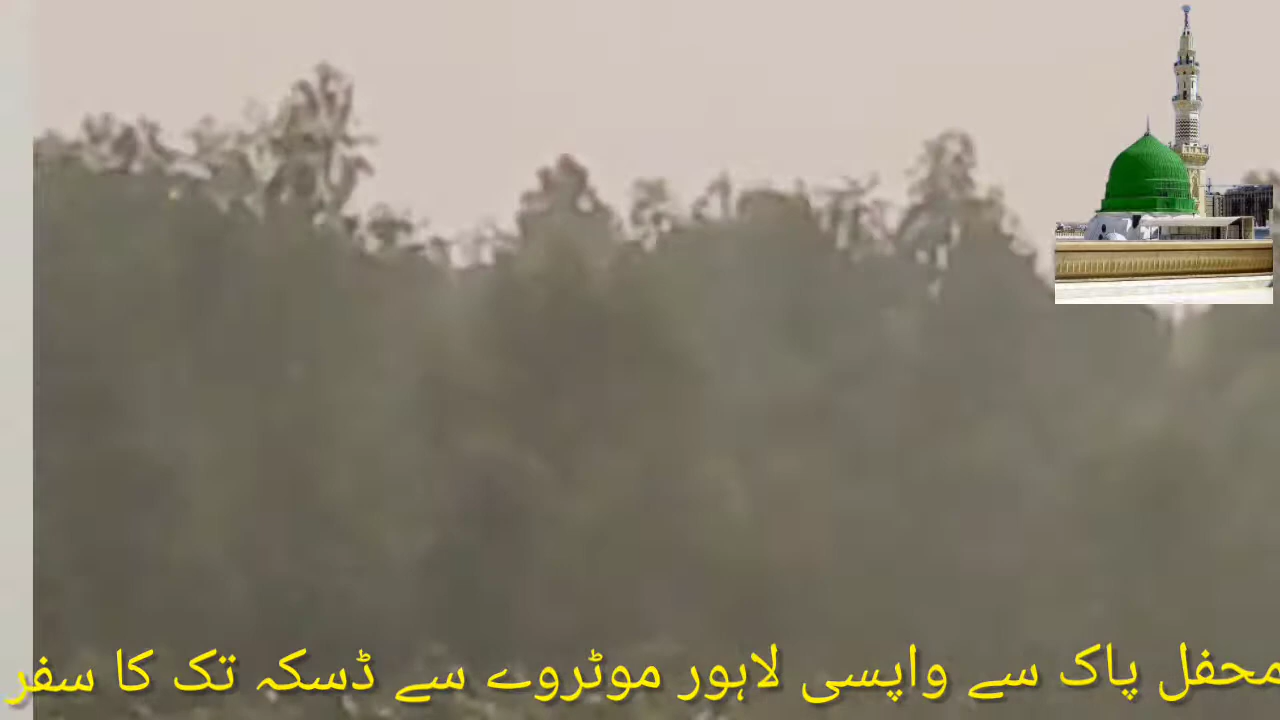 محفل پاک سے واپسی لاہور موٹروے سے ڈسکہ تک کا سفر